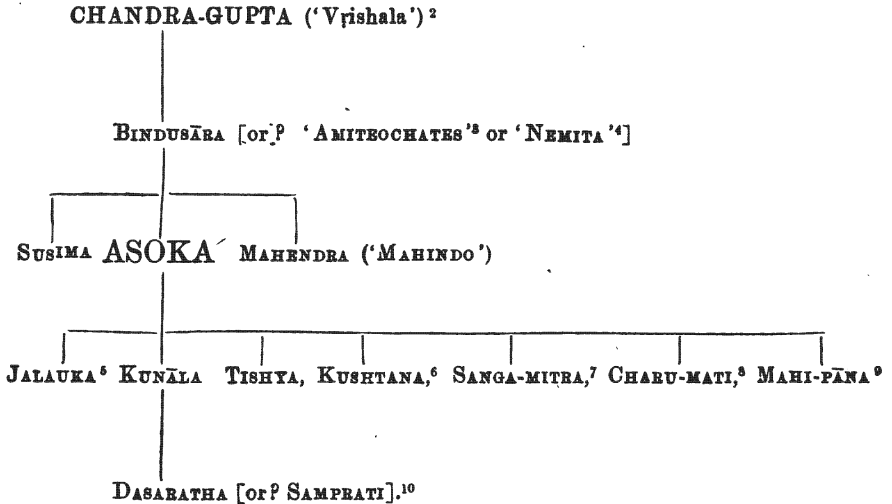 CHANDRA-GUPTA ('Vṛishala') ²
BINDUSĀRA [or ? 'AMITROCHATES'³ or 'NEMITA'⁴]
SUSIMA ASOKA MAHENDRA ('MAHINDO')
JALAUKA⁵ KUNĀLA TISHYA, KUSHTANA,⁶ SANGA-MITRA,⁷ CHARU-MATI,⁸ MAHI-PĀNA⁹
DASARATHA [or ? SAMPRATI].¹⁰